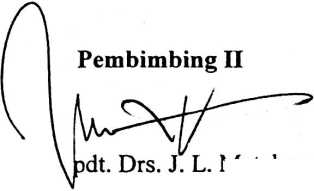 Pembimbing II
pdt. Drs. J. L.